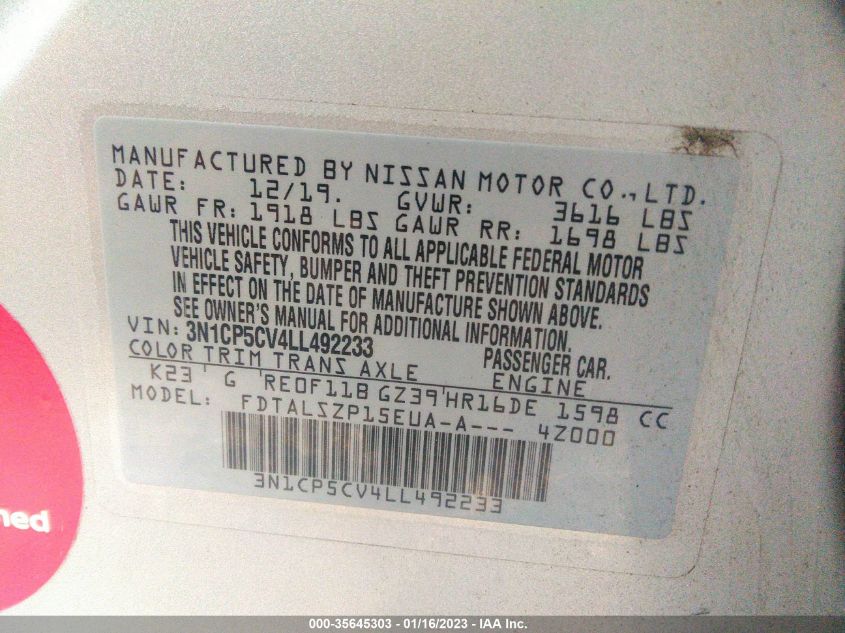 MANUFACTURED BY NISSAN MOTOR CO.,LTD.
DATE: 12/19. GVWR: 3616 LBS
GAWR FR: 1918 LBS GAWR RR: 1698 LBS
THIS VEHICLE CONFORMS TO ALL APPLICABLE FEDERAL MOTOR
VEHICLE SAFETY, BUMPER AND THEFT PREVENTION STANDARDS
IN EFFECT ON THE DATE OF MANUFACTURE SHOWN ABOVE.
SEE OWNER'S MANUAL FOR ADDITIONAL INFORMATION.
VIN: 3N1CP5CV4LL492233 PASSENGER CAR.
COLOR TRIM TRANS AXLE ENGINE
K23 ' G 'RE0F11B GZ39'HR16DE 1598 CC
MODEL: FDTALSZP15EUA-A--- 4Z000
3N1CP5CV4LL492233
ned
000-35645303 - 01/16/2023 - IAA Inc.